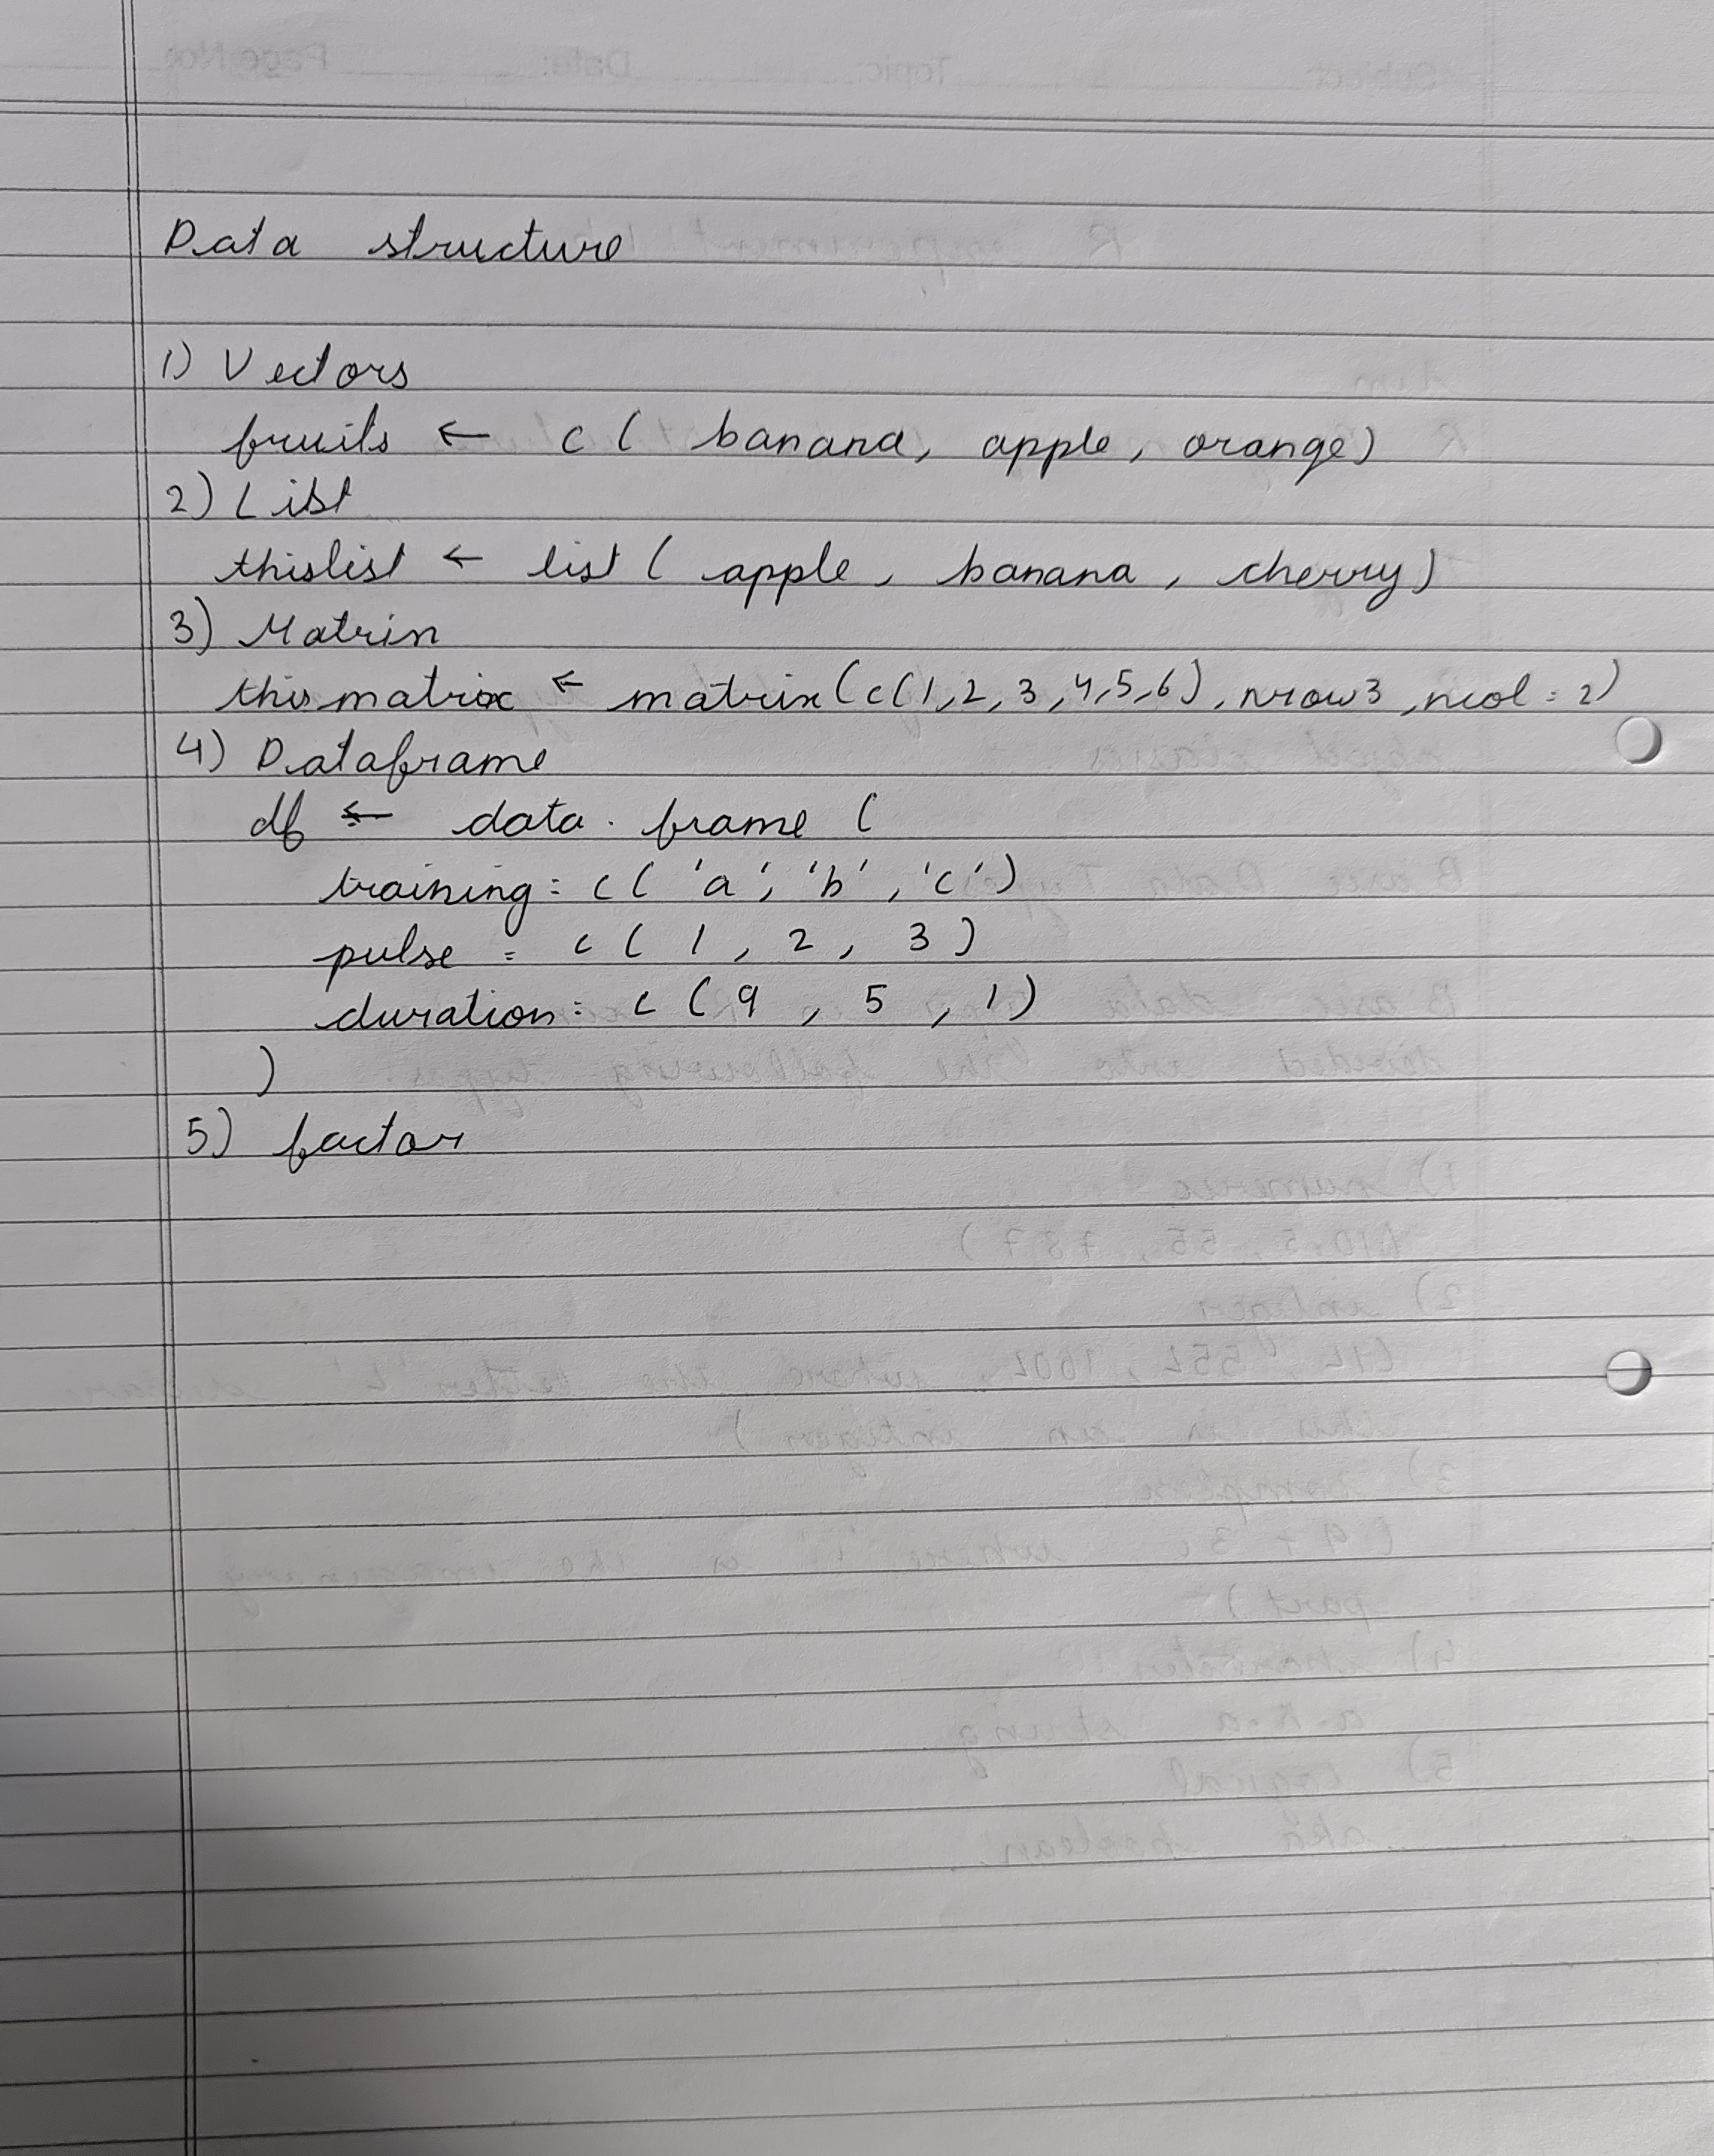 Data structure
1) Vectors
fruits ← c ( banana, apple, orange)
2) List
thislist ← list ( apple, banana, cherry)
3) Matrix
thismatrix ← matrix (c(1,2,3,4,5,6), nrow3, ncol = 2)
4) Dataframe
df ← data . frame (
training = c( 'a', 'b', 'c')
pulse = c ( 1, 2, 3)
duration = c ( 9, 5, 1)
)
5) factor